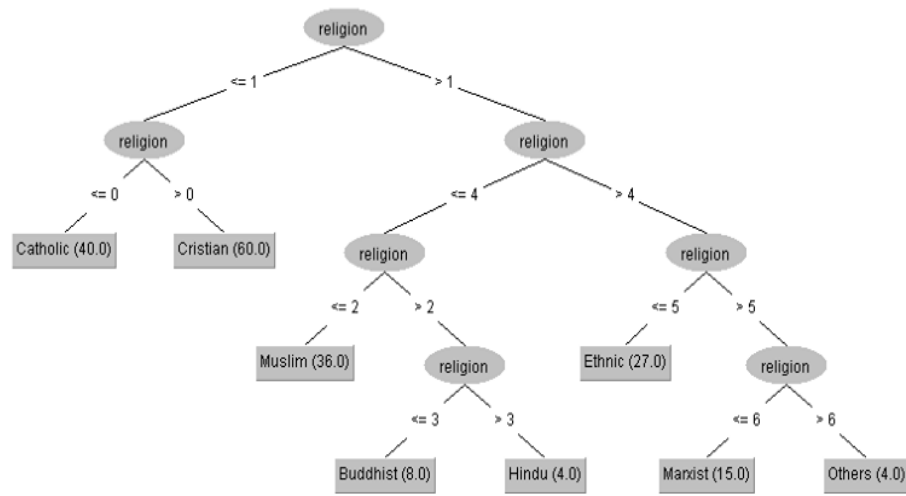 religion
<= 1
> 1
religion
religion
<= 0
> 0
<= 4
> 4
Catholic (40.0)
Cristian (60.0)
religion
religion
<= 2
> 2
<= 5
> 5
Muslim (36.0)
religion
Ethnic (27.0)
religion
<= 3
> 3
<= 6
> 6
Buddhist (8.0)
Hindu (4.0)
Marxist (15.0)
Others (4.0)